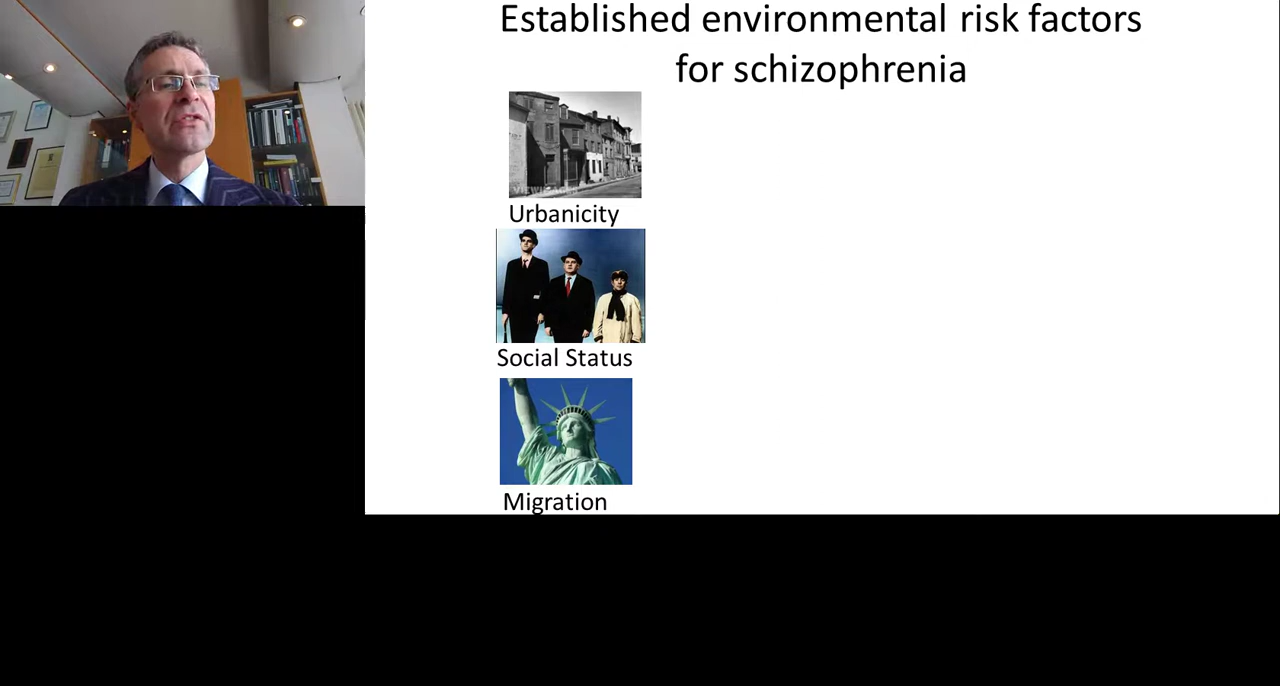 Established environmental risk factors
for schizophrenia
Urbanicity
Social Status
Migration